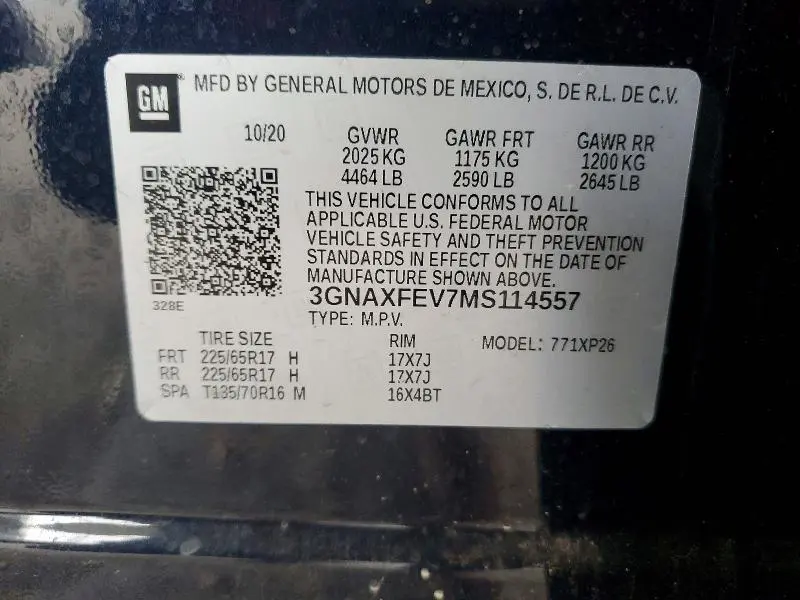 GM
MFD BY GENERAL MOTORS DE MEXICO, S. DE R.L. DE C.V.
10/20 GVWR GAWR FRT GAWR RR
2025 KG 1175 KG 1200 KG
4464 LB 2590 LB 2645 LB
THIS VEHICLE CONFORMS TO ALL
APPLICABLE U.S. FEDERAL MOTOR
VEHICLE SAFETY AND THEFT PREVENTION
STANDARDS IN EFFECT ON THE DATE OF
MANUFACTURE SHOWN ABOVE.
328E
3GNAXFEV7MS114557
TYPE: M.P.V.
TIRE SIZE RIM MODEL: 771XP26
FRT 225/65R17 H 17X7J
RR 225/65R17 H 17X7J
SPA T135/70R16 M 16X4BT